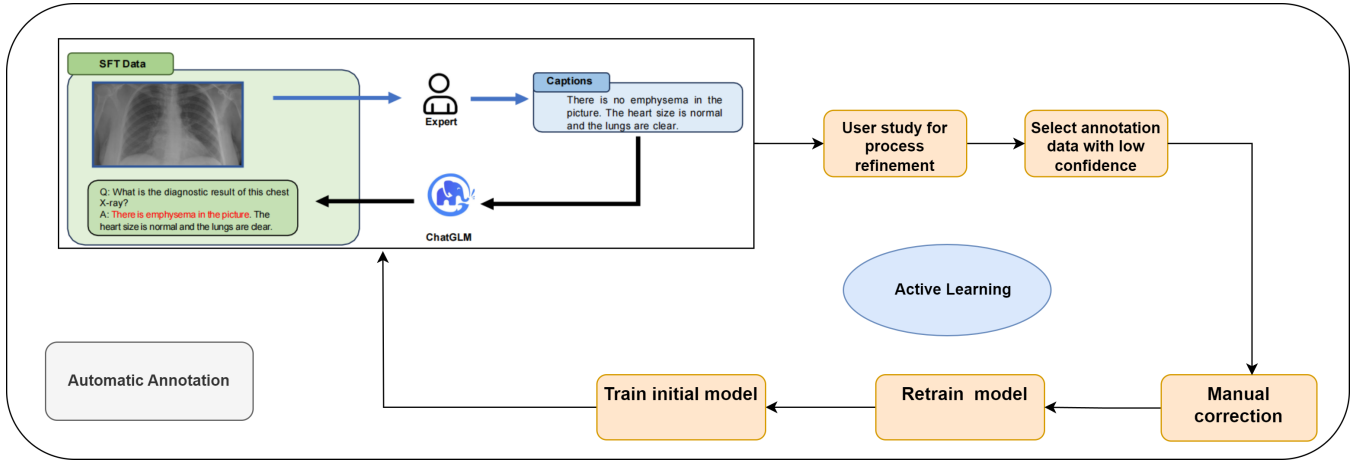 SFT Data
Expert
Captions
There is no emphysema in the
picture. The heart size is normal
and the lungs are clear.
Q: What is the diagnostic result of this chest
X-ray?
A: There is emphysema in the picture. The
heart size is normal and the lungs are clear.
ChatGLM
User study for
process
refinement
Select annotation
data with low
confidence
Active Learning
Automatic Annotation
Train initial model
Retrain model
Manual
correction